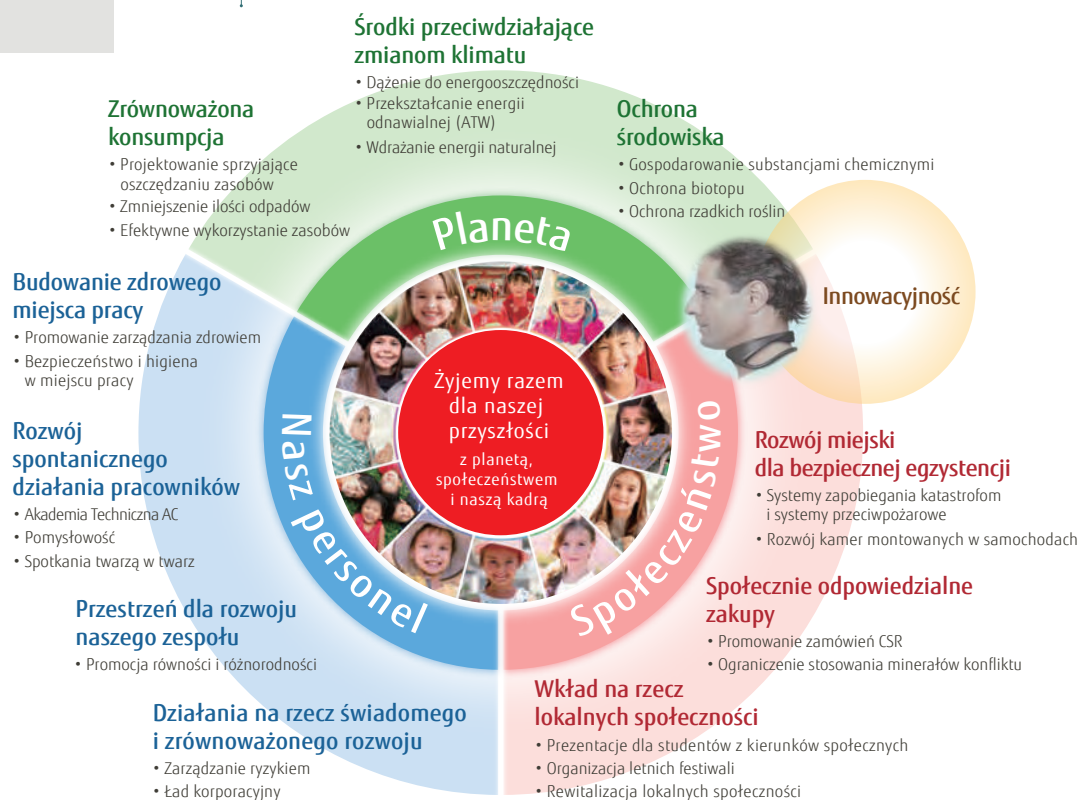 Środki przeciwdziałające
zmianom klimatu
• Dążenie do energooszczędności
• Przekształcanie energii
odnawialnej (ATW)
• Wdrażanie energii naturalnej
Zrównoważona
konsumpcja
• Projektowanie sprzyjające
oszczędzaniu zasobów
• Zmniejszenie ilości odpadów
• Efektywne wykorzystanie zasobów
Ochrona
środowiska
• Gospodarowanie substancjami chemicznymi
• Ochrona biotopu
• Ochrona rzadkich roślin
Planeta
Innowacyjność
Budowanie zdrowego
miejsca pracy
• Promowanie zarządzania zdrowiem
• Bezpieczeństwo i higiena
w miejscu pracy
Rozwój
spontanicznego
działania pracowników
• Akademia Techniczna AC
• Pomysłowość
• Spotkania twarzą w twarz
Nasz personel
Żyjemy razem
dla naszej
przyszłości
z planetą,
społeczeństwem
i naszą kadrą
Społeczeństwo
Rozwój miejski
dla bezpiecznej egzystencji
• Systemy zapobiegania katastrofom
i systemy przeciwpożarowe
• Rozwój kamer montowanych w samochodach
Społecznie odpowiedzialne
zakupy
• Promowanie zamówień CSR
• Ograniczenie stosowania minerałów konfliktu
Przestrzeń dla rozwoju
naszego zespołu
• Promocja równości i różnorodności
Wkład na rzecz
lokalnych społeczności
• Prezentacje dla studentów z kierunków społecznych
• Organizacja letnich festiwali
• Rewitalizacja lokalnych społeczności
Działania na rzecz świadomego
i zrównoważonego rozwoju
• Zarządzanie ryzykiem
• Ład korporacyjny